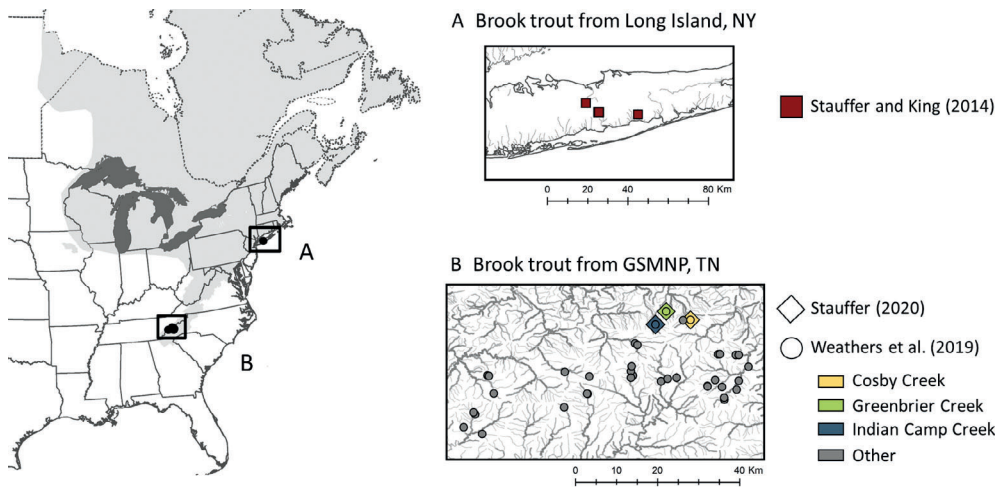 A Brook trout from Long Island, NY
Stauffer and King (2014)
0 20 40 80 Km
A
B Brook trout from GSMNP, TN
Stauffer (2020)
Weathers et al. (2019)
Cosby Creek
Greenbrier Creek
Indian Camp Creek
Other
B
0 10 20 40 Km